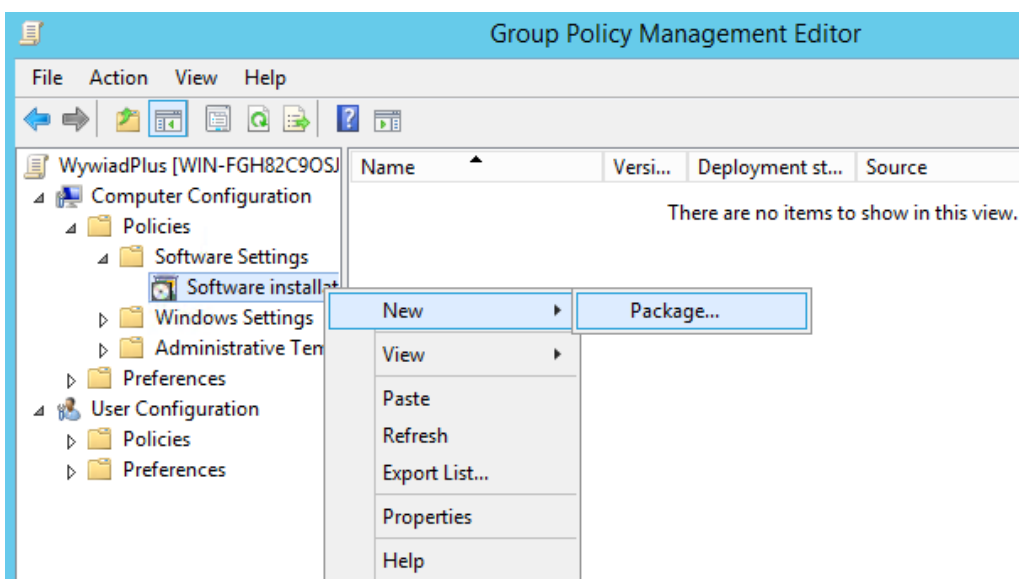 Group Policy Management Editor
File Action View Help
WywiadPlus [WIN-FGH82C9OSJ
Name Versi... Deployment st... Source
Computer Configuration
There are no items to show in this view.
Policies
Software Settings
Software installat
New Package...
Windows Settings
Administrative Tem
View
Preferences
Paste
User Configuration
Refresh
Policies
Preferences
Export List...
Properties
Help